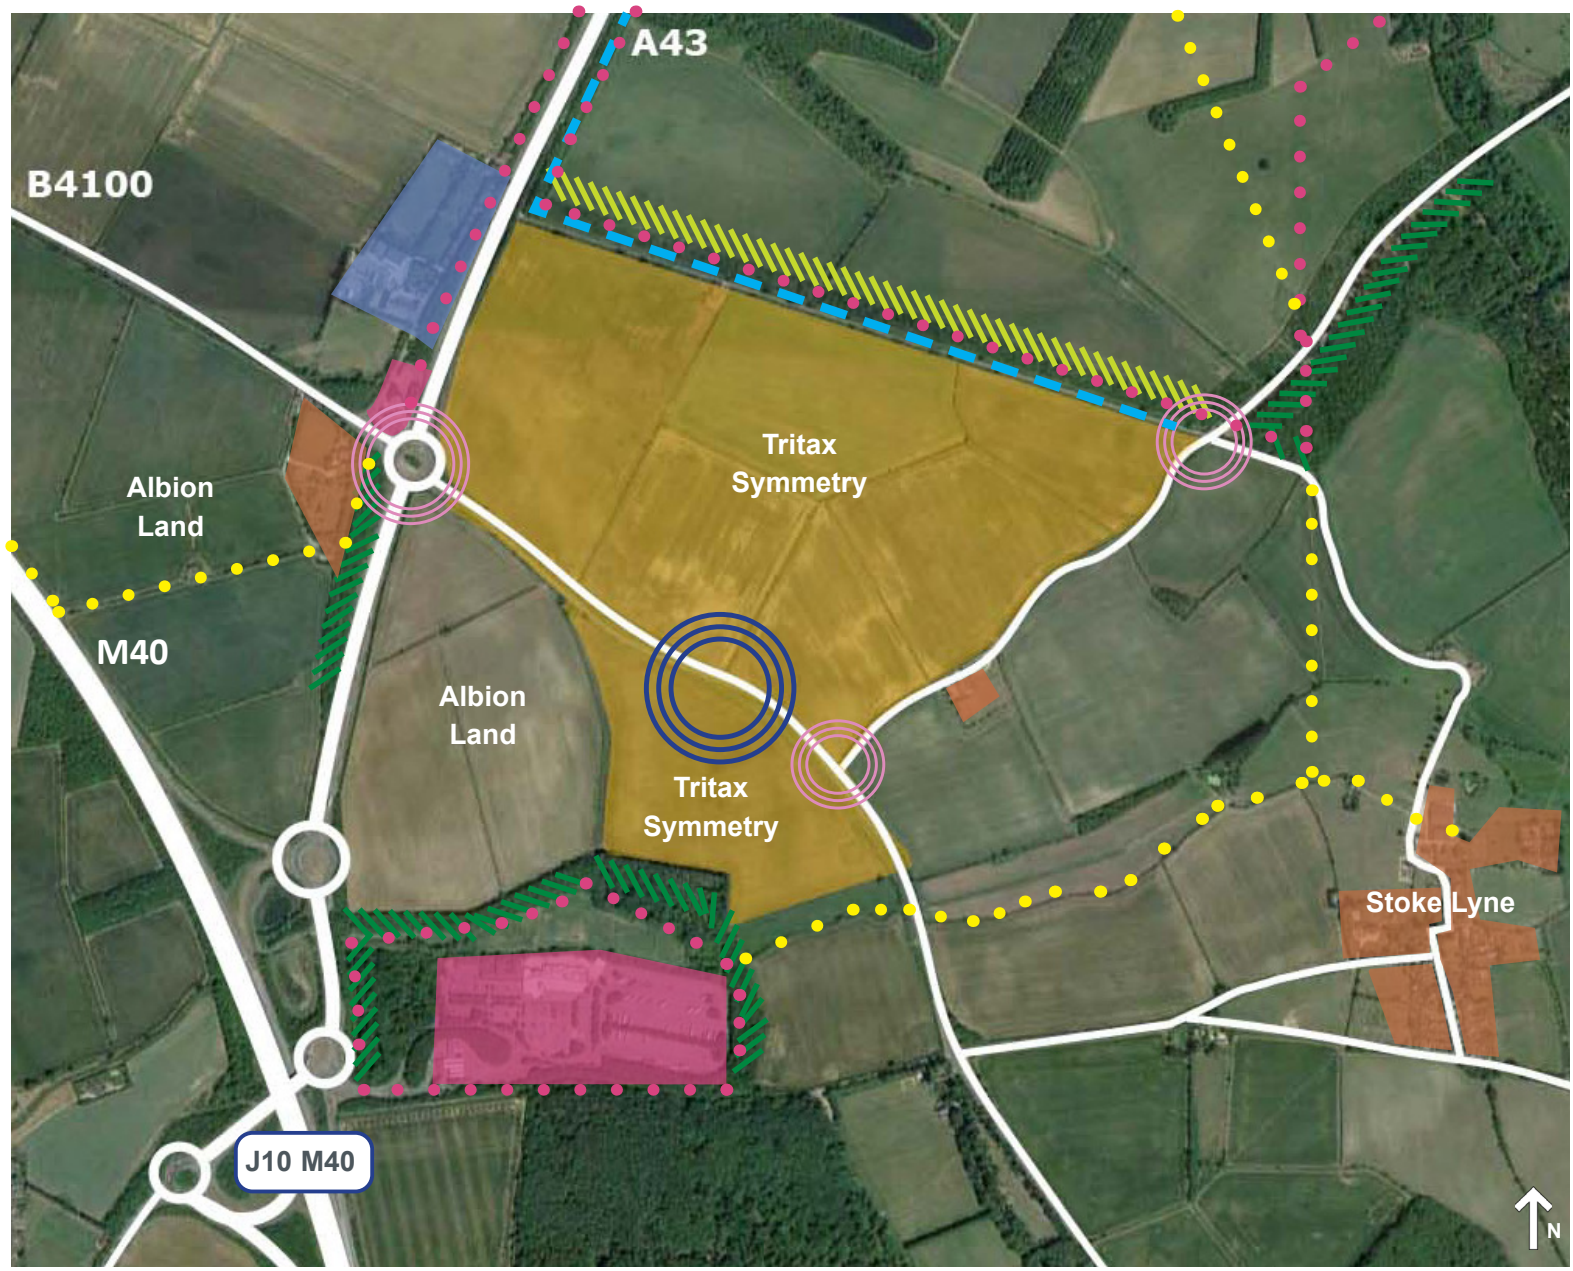 A43
B4100
Tritax
Symmetry
Albion
Land
M40
Albion
Land
Tritax
Symmetry
Stoke Lyne
J10 M40
N